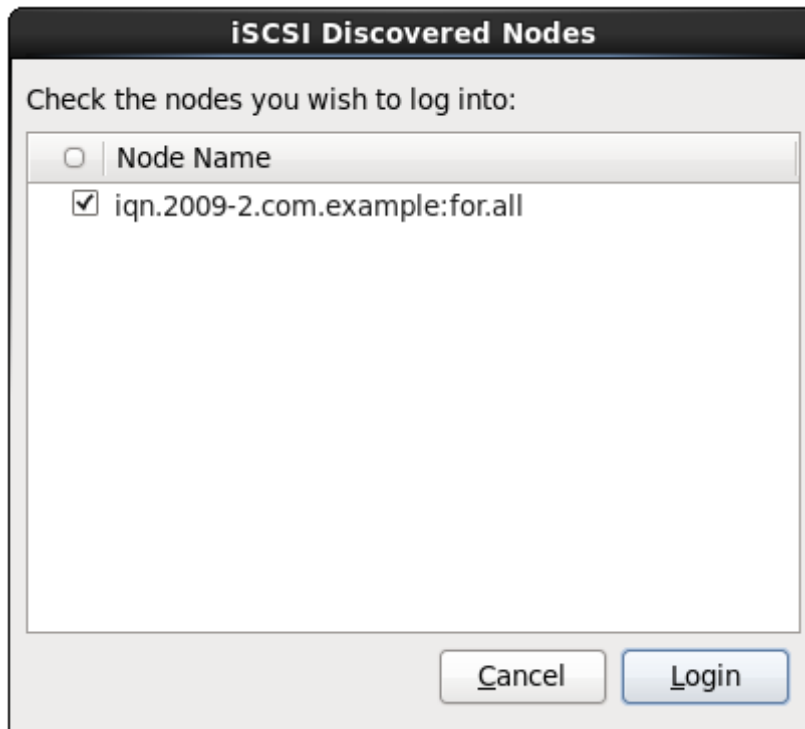 iSCSI Discovered Nodes
Check the nodes you wish to log into:
Node Name
iqn.2009-2.com.example:for.all
Cancel Login